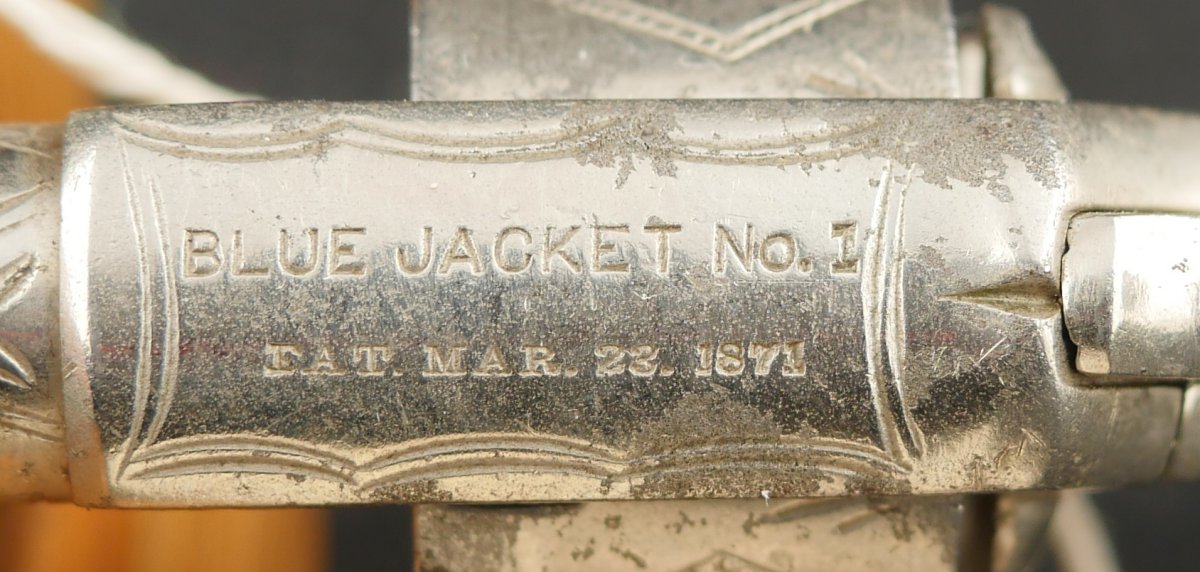 BLUE JACKET No. 1
PAT. MAR. 23. 1871